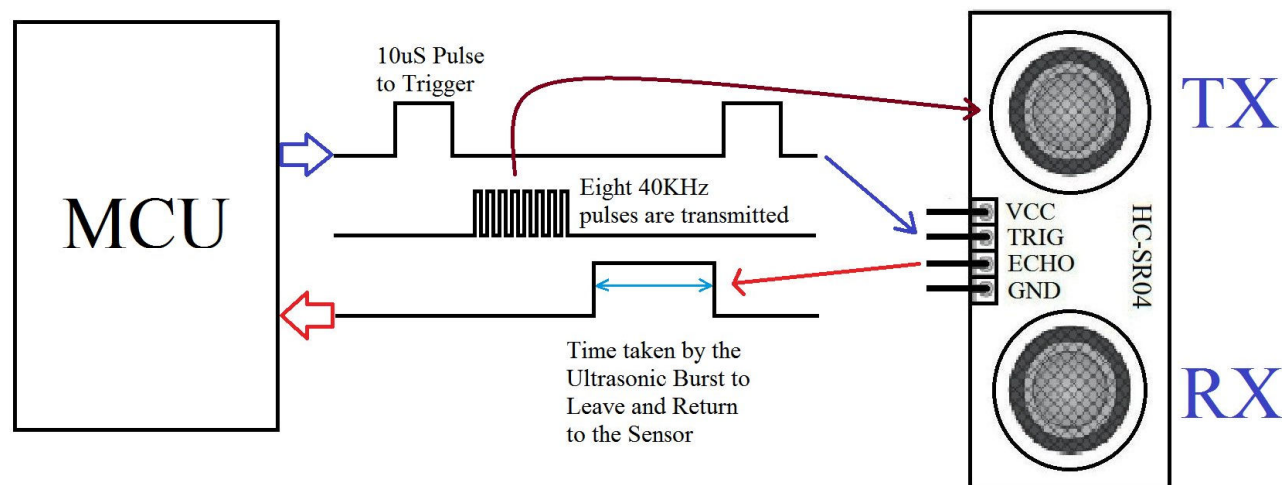 MCU
10uS Pulse
to Trigger
Eight 40KHz
pulses are transmitted
Time taken by the
Ultrasonic Burst to
Leave and Return
to the Sensor
VCC
TRIG
ECHO
GND
HC-SR04
TX
RX